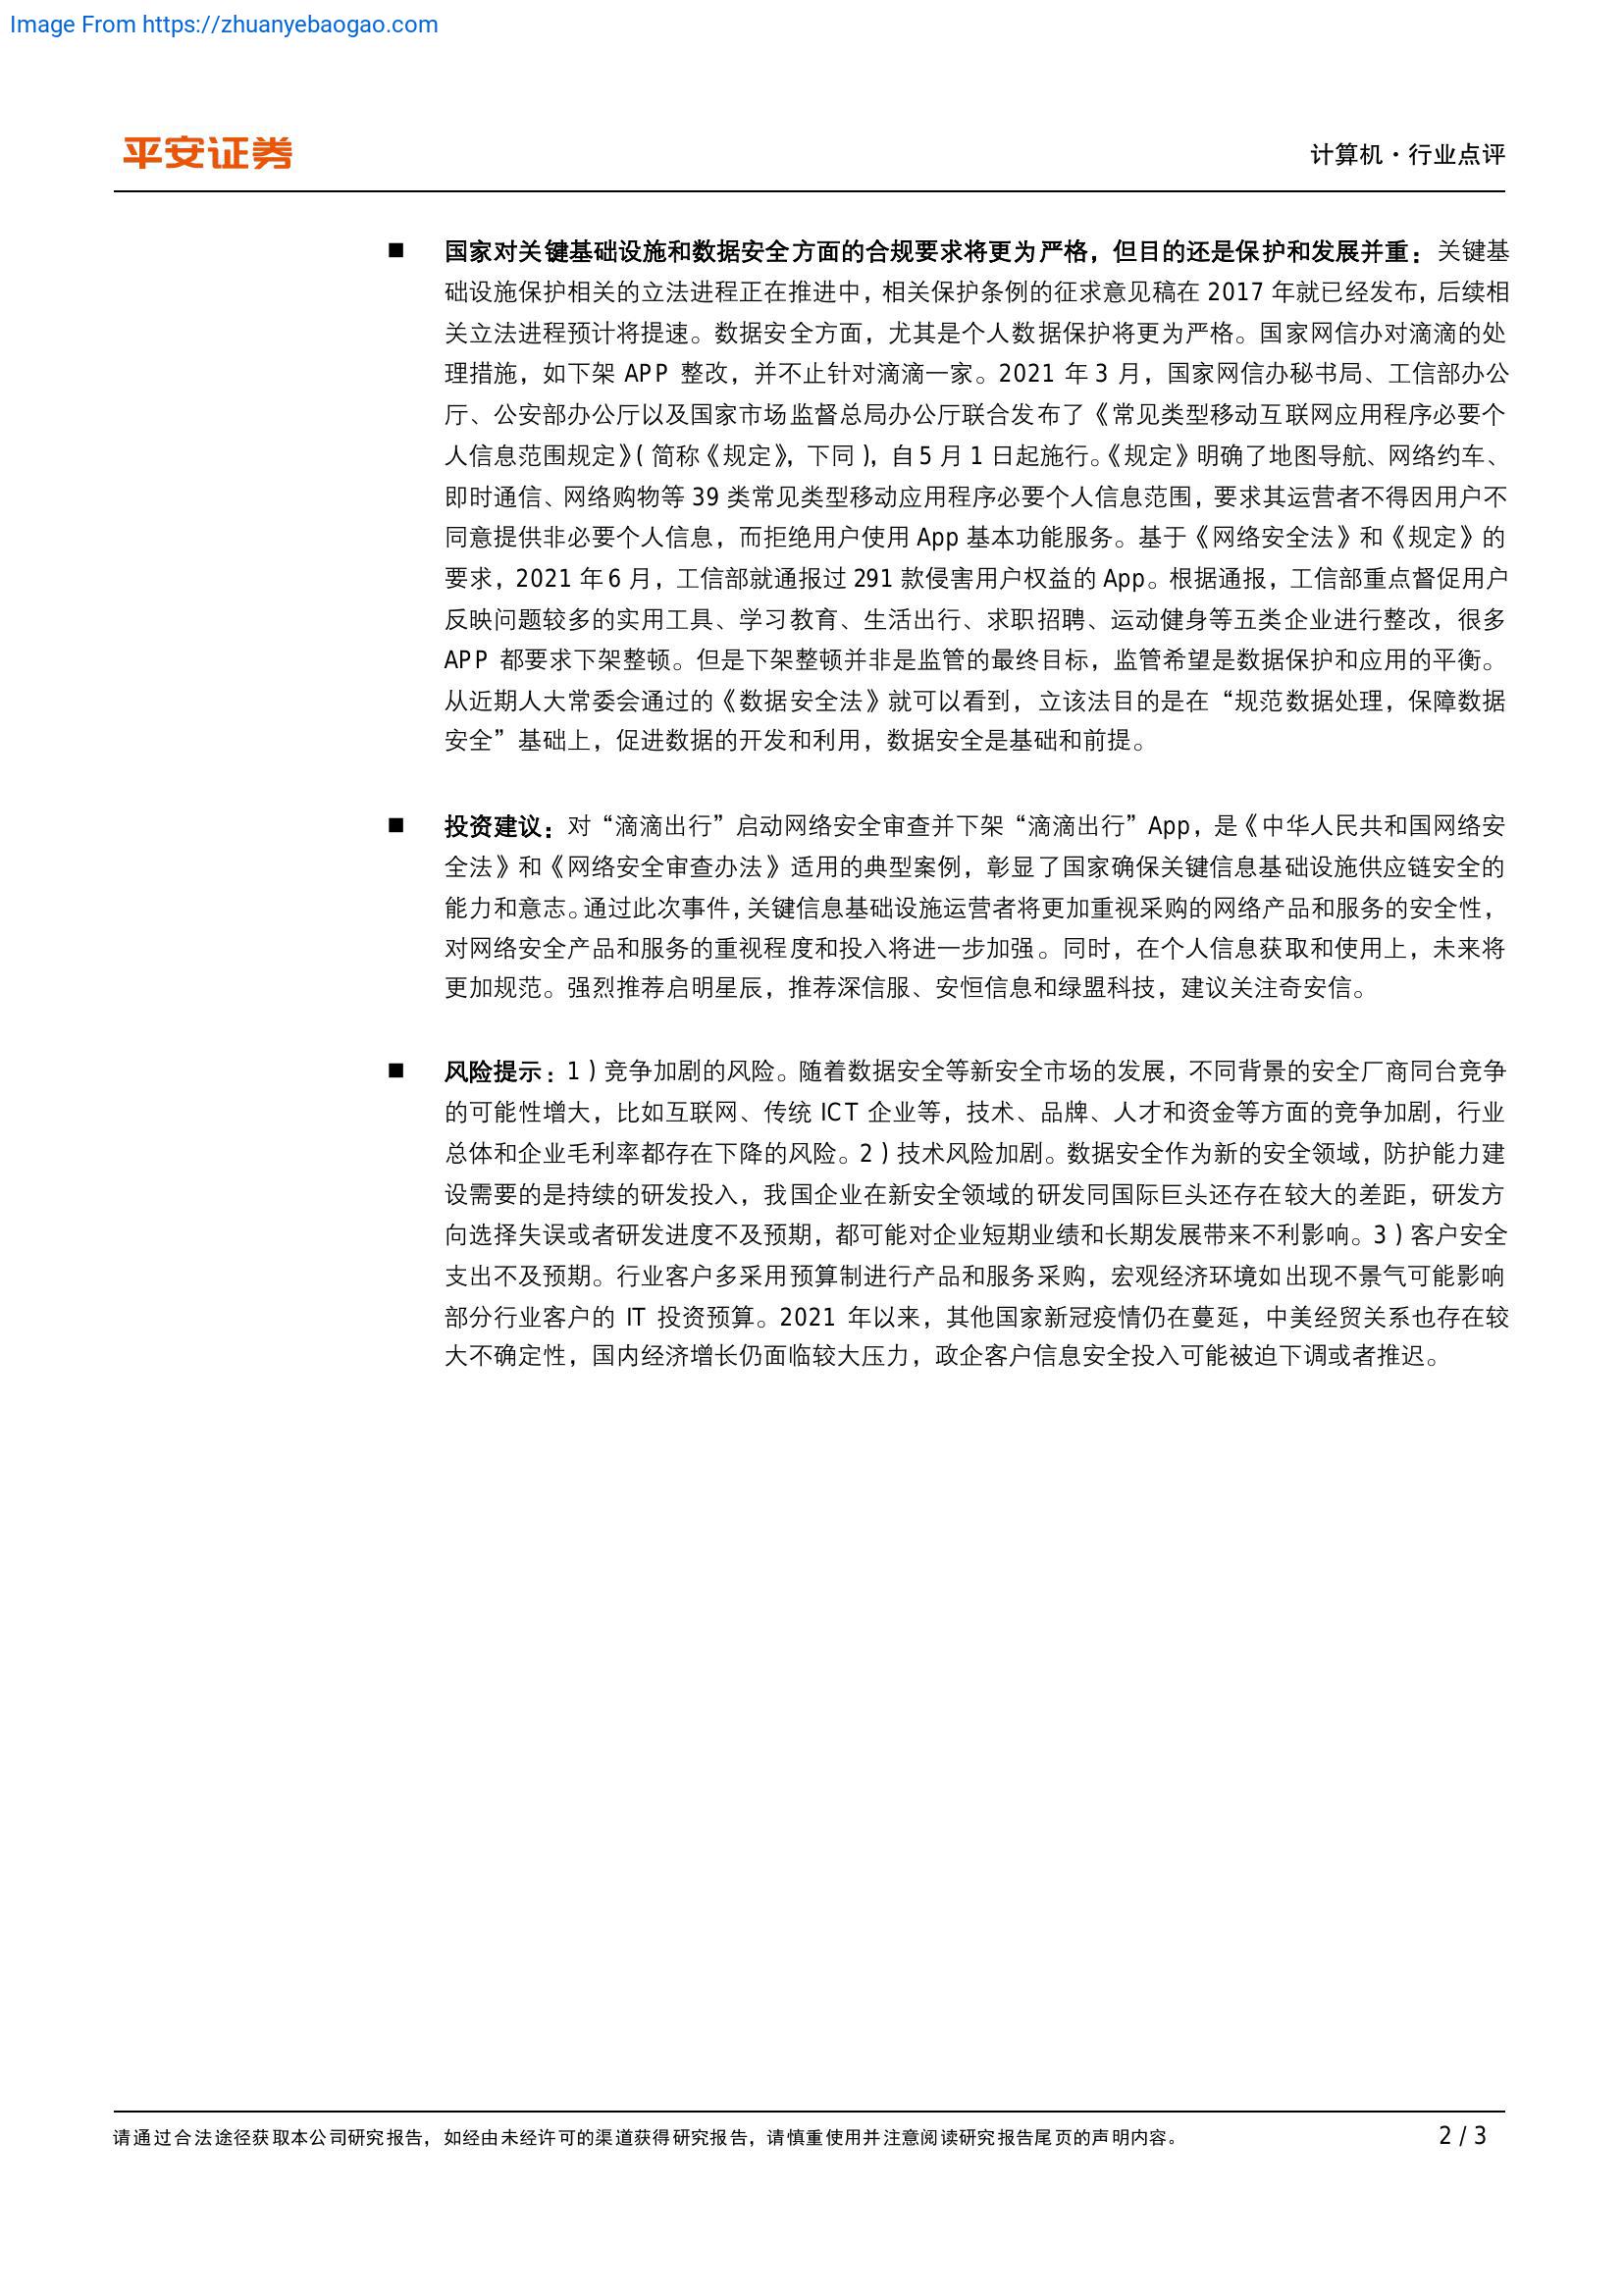 Image From https://zhuanyebaogao.com
平安证券
计算机·行业点评
■ 国家对关键基础设施和数据安全方面的合规要求将更为严格，但目的还是保护和发展并重：关键基
础设施保护相关的立法进程正在推进中，相关保护条例的征求意见稿在 2017 年就已经发布，后续相
关立法进程预计将提速。数据安全方面，尤其是个人数据保护将更为严格。国家网信办对滴滴的处
理措施，如下架 APP 整改，并不止针对滴滴一家。2021 年 3 月，国家网信办秘书局、工信部办公
厅、公安部办公厅以及国家市场监督总局办公厅联合发布了《常见类型移动互联网应用程序必要个
人信息范围规定》（简称《规定》，下同），自 5 月 1 日起施行。《规定》明确了地图导航、网络约车、
即时通信、网络购物等 39 类常见类型移动应用程序必要个人信息范围，要求其运营者不得因用户不
同意提供非必要个人信息，而拒绝用户使用 App 基本功能服务。基于《网络安全法》和《规定》的
要求，2021 年 6 月，工信部就通报过 291 款侵害用户权益的 App。根据通报，工信部重点督促用户
反映问题较多的实用工具、学习教育、生活出行、求职招聘、运动健身等五类企业进行整改，很多
APP 都要求下架整顿。但是下架整顿并非是监管的最终目标，监管希望是数据保护和应用的平衡。
从近期人大常委会通过的《数据安全法》就可以看到，立该法目的是在“规范数据处理，保障数据
安全”基础上，促进数据的开发和利用，数据安全是基础和前提。
■ 投资建议：对“滴滴出行”启动网络安全审查并下架“滴滴出行”App，是《中华人民共和国网络安
全法》和《网络安全审查办法》适用的典型案例，彰显了国家确保关键信息基础设施供应链安全的
能力和意志。通过此次事件，关键信息基础设施运营者将更加重视采购的网络产品和服务的安全性，
对网络安全产品和服务的重视程度和投入将进一步加强。同时，在个人信息获取和使用上，未来将
更加规范。强烈推荐启明星辰，推荐深信服、安恒信息和绿盟科技，建议关注奇安信。
■ 风险提示：1）竞争加剧的风险。随着数据安全等新安全市场的发展，不同背景的安全厂商同台竞争
的可能性增大，比如互联网、传统 ICT 企业等，技术、品牌、人才和资金等方面的竞争加剧，行业
总体和企业毛利率都存在下降的风险。2）技术风险加剧。数据安全作为新的安全领域，防护能力建
设需要的是持续的研发投入，我国企业在新安全领域的研发同国际巨头还存在较大的差距，研发方
向选择失误或者研发进度不及预期，都可能对企业短期业绩和长期发展带来不利影响。3）客户安全
支出不及预期。行业客户多采用预算制进行产品和服务采购，宏观经济环境如出现不景气可能影响
部分行业客户的 IT 投资预算。2021 年以来，其他国家新冠疫情仍在蔓延，中美经贸关系也存在较
大不确定性，国内经济增长仍面临较大压力，政企客户信息安全投入可能被迫下调或者推迟。
请通过合法途径获取本公司研究报告，如经由未经许可的渠道获得研究报告，请慎重使用并注意阅读研究报告尾页的声明内容。
2 / 3